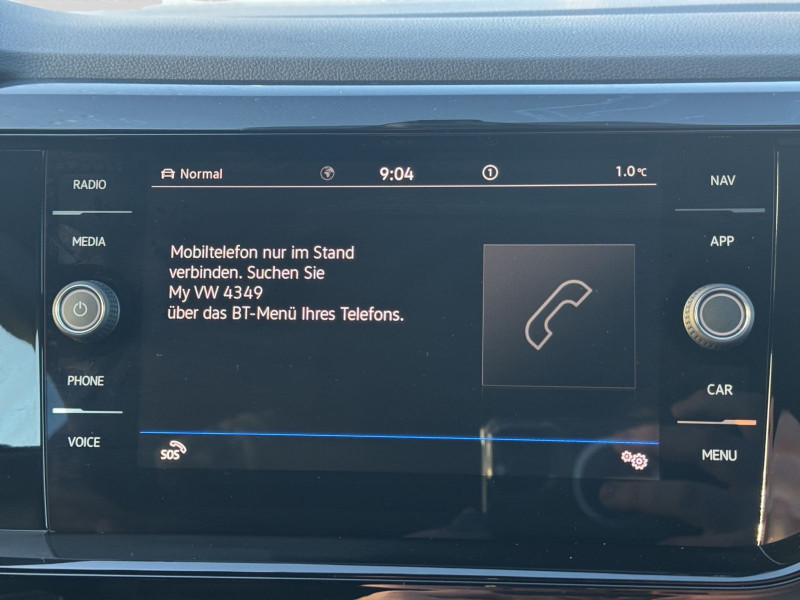 RADIO
MEDIA
PHONE
VOICE
Normal
9:04
1
1.0 °C
Mobiltelefon nur im Stand
verbinden. Suchen Sie
My VW 4349
über das BT-Menü Ihres Telefons.
SOS
NAV
APP
CAR
MENU